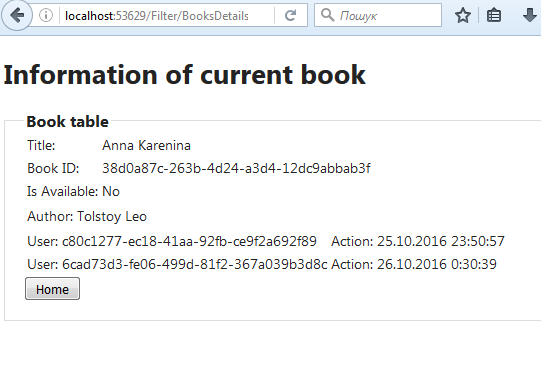 localhost:53629/Filter/BooksDetails
Пошук
Information of current book
Book table
Title: Anna Karenina
Book ID: 38d0a87c-263b-4d24-a3d4-12dc9abbab3f
Is Available: No
Author: Tolstoy Leo
User: c80c1277-ec18-41aa-92fb-ce9f2a692f89 Action: 25.10.2016 23:50:57
User: 6cad73d3-fe06-499d-81f2-367a039b3d8c Action: 26.10.2016 0:30:39
Home